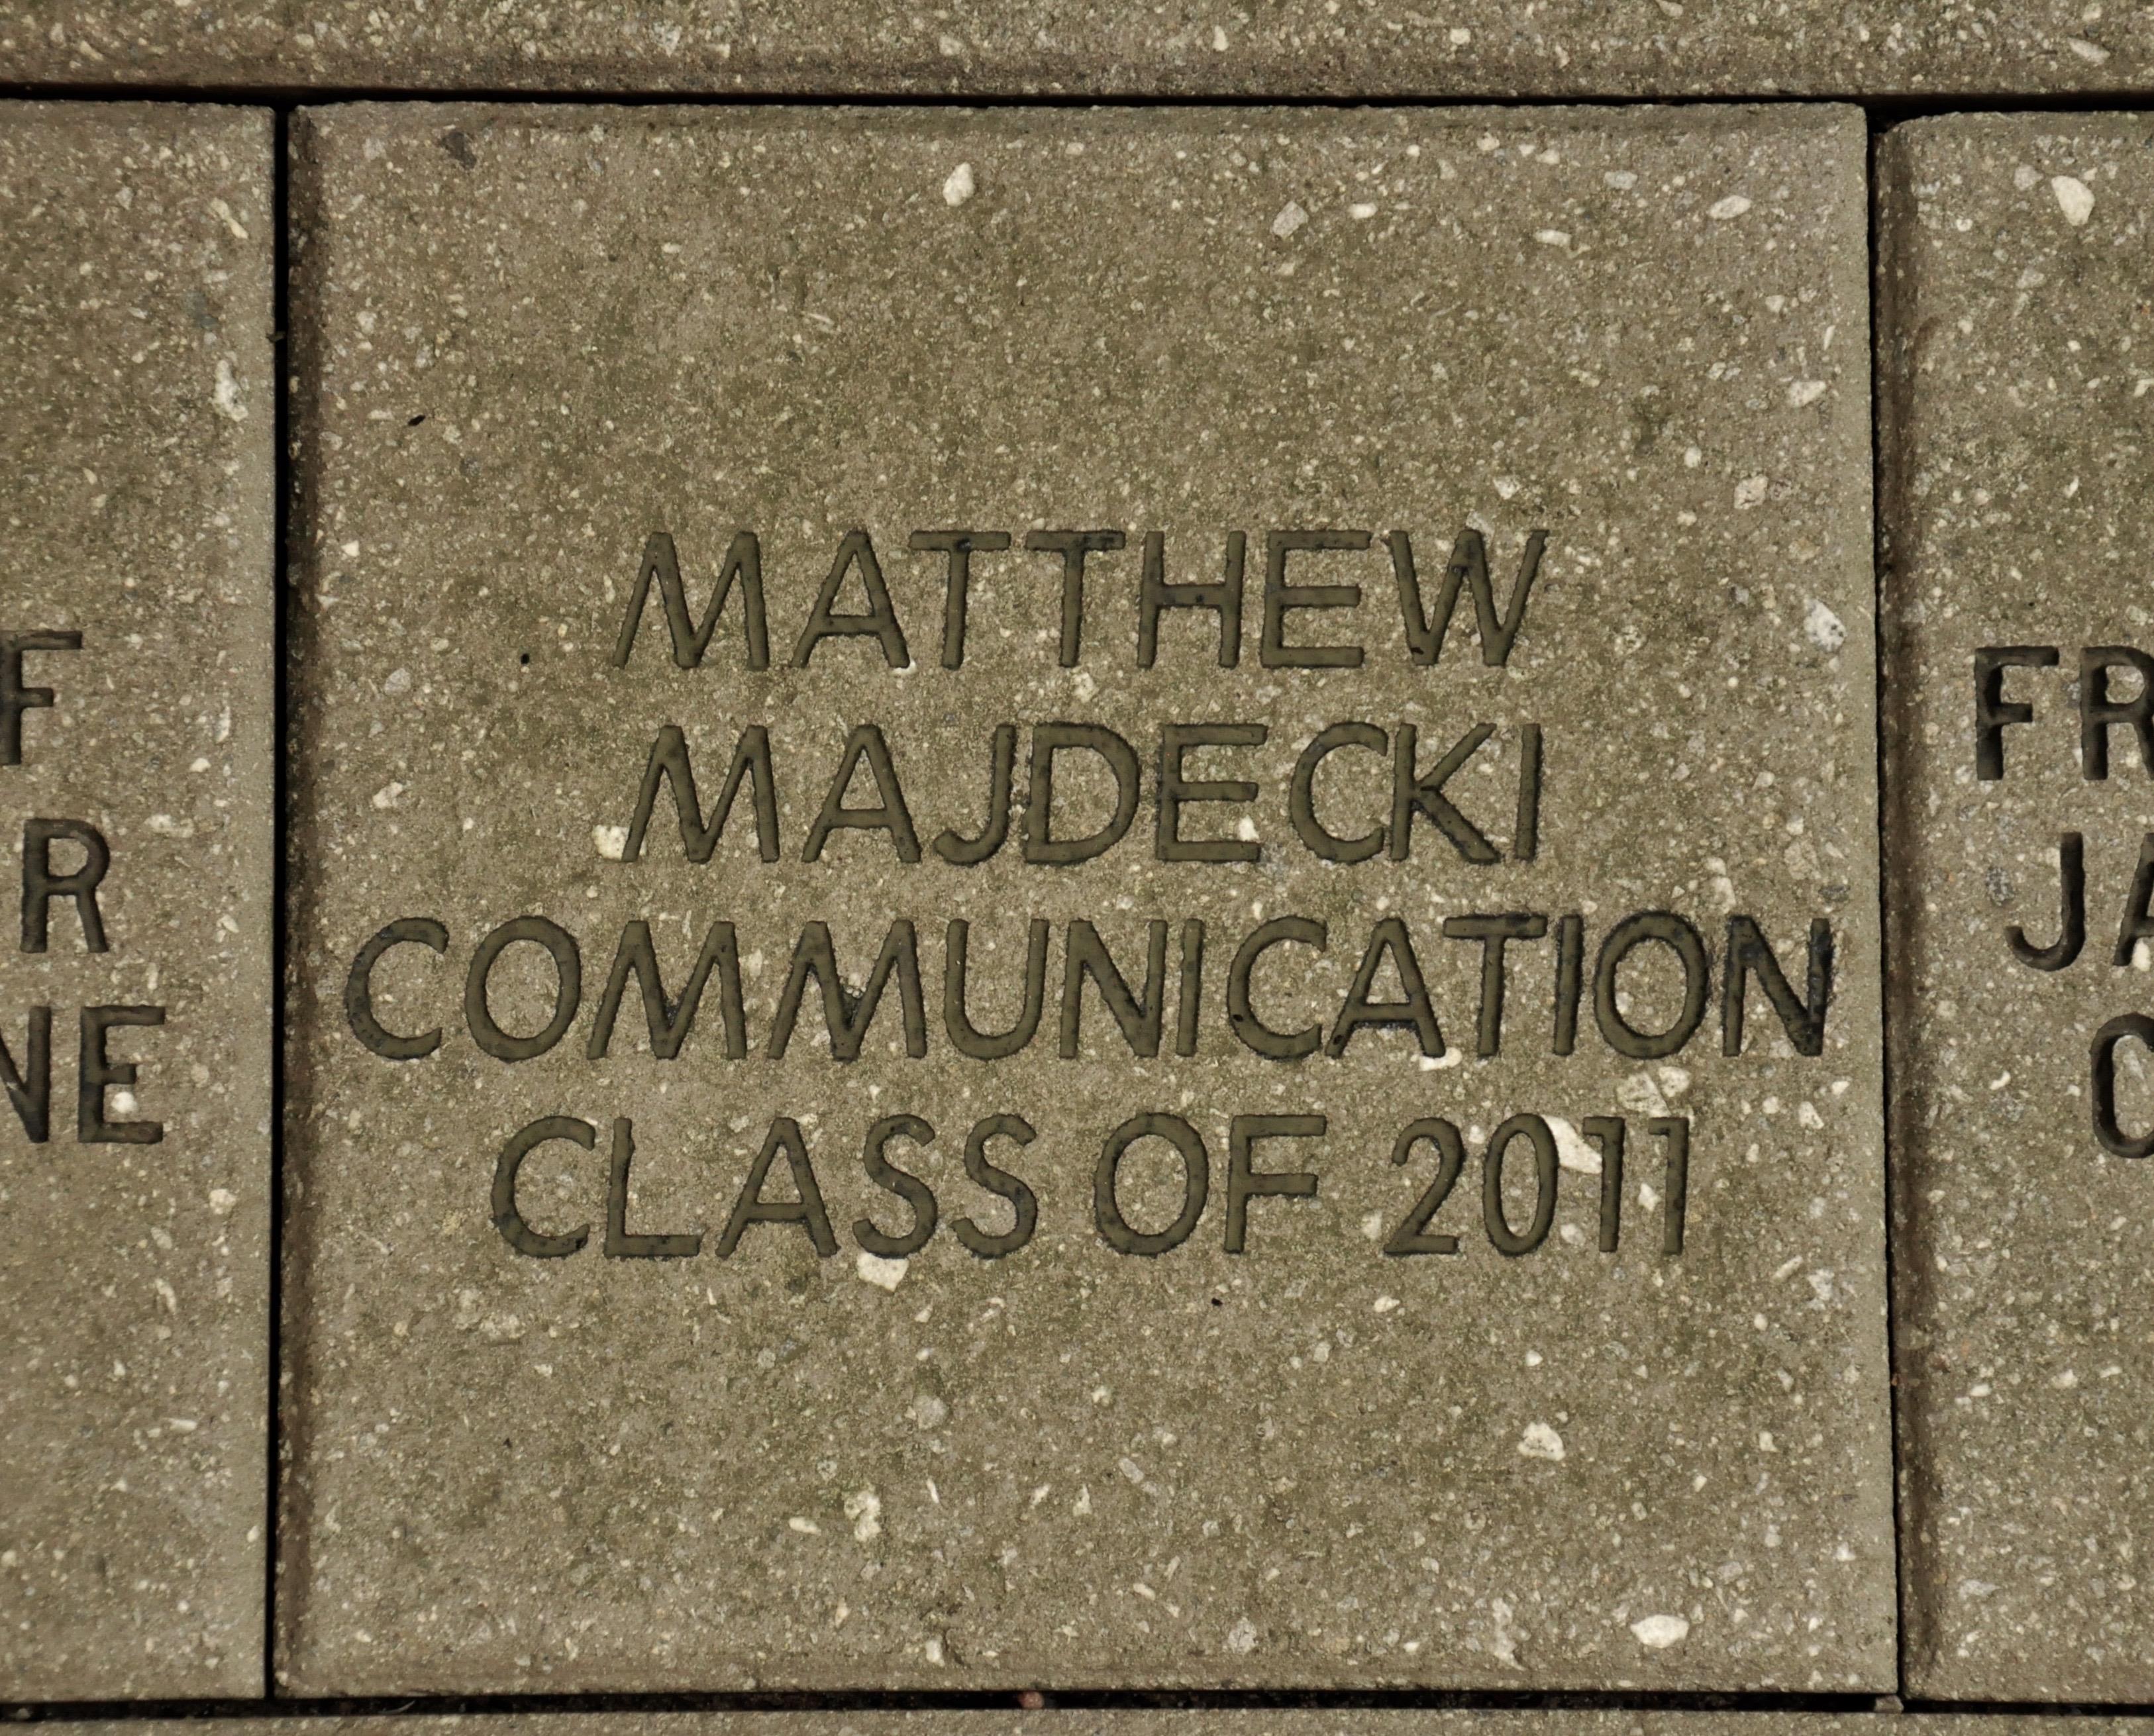 MATTHEW
MAJDECKI
COMMUNICATION
CLASS OF 2011